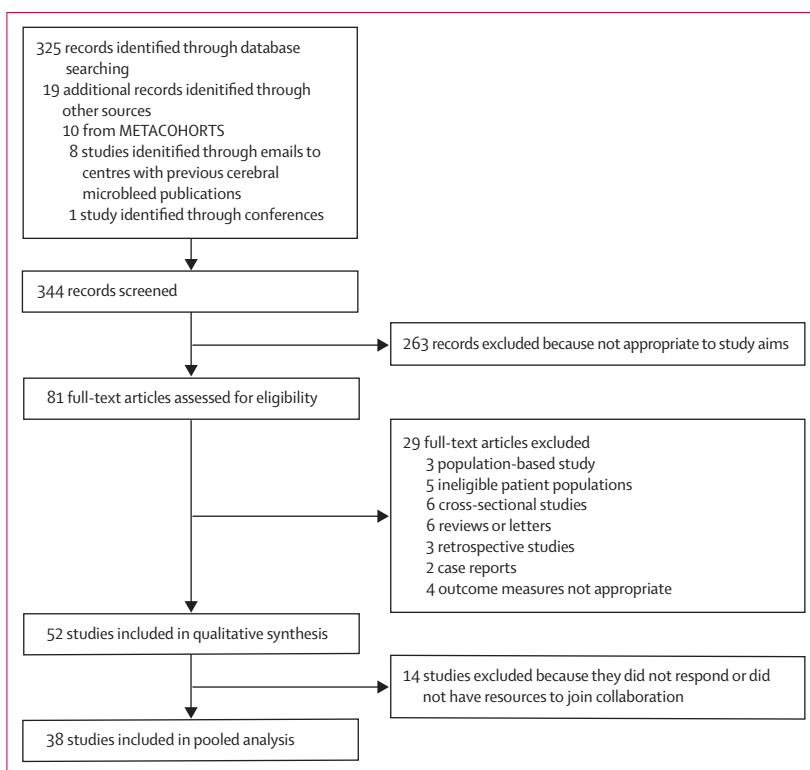 325 records identified through database
searching
19 additional records idenitified through
other sources
10 from METACOHORTS
8 studies idenitified through emails to
centres with previous cerebral
microbleed publications
1 study identified through conferences
344 records screened
263 records excluded because not appropriate to study aims
81 full-text articles assessed for eligibility
29 full-text articles excluded
3 population-based study
5 ineligible patient populations
6 cross-sectional studies
6 reviews or letters
3 retrospective studies
2 case reports
4 outcome measures not appropriate
52 studies included in qualitative synthesis
14 studies excluded because they did not respond or did
not have resources to join collaboration
38 studies included in pooled analysis